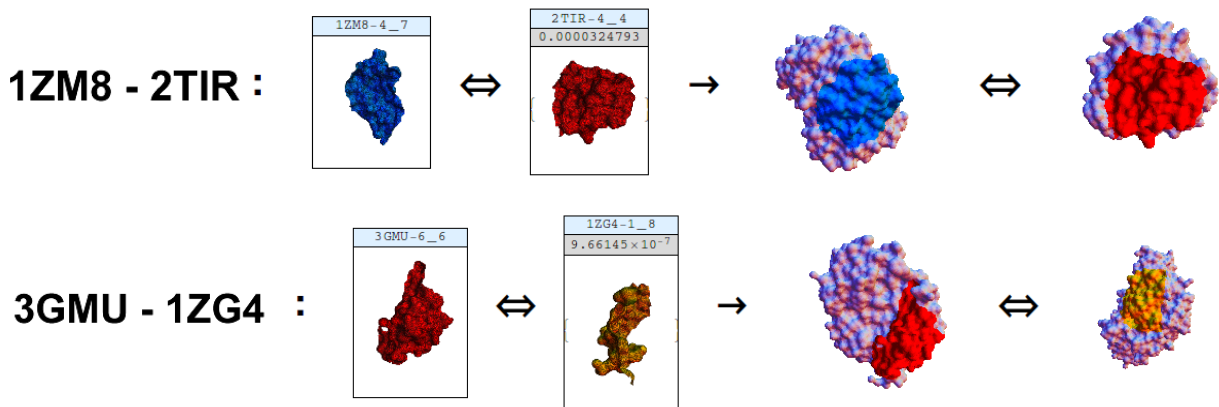 1ZM8-4_7
2TIR-4_4
0.0000324793
1ZM8 - 2TIR :
3GMU-6_6
1ZG4-1_8
9.66145×10⁻⁷
3GMU - 1ZG4 :